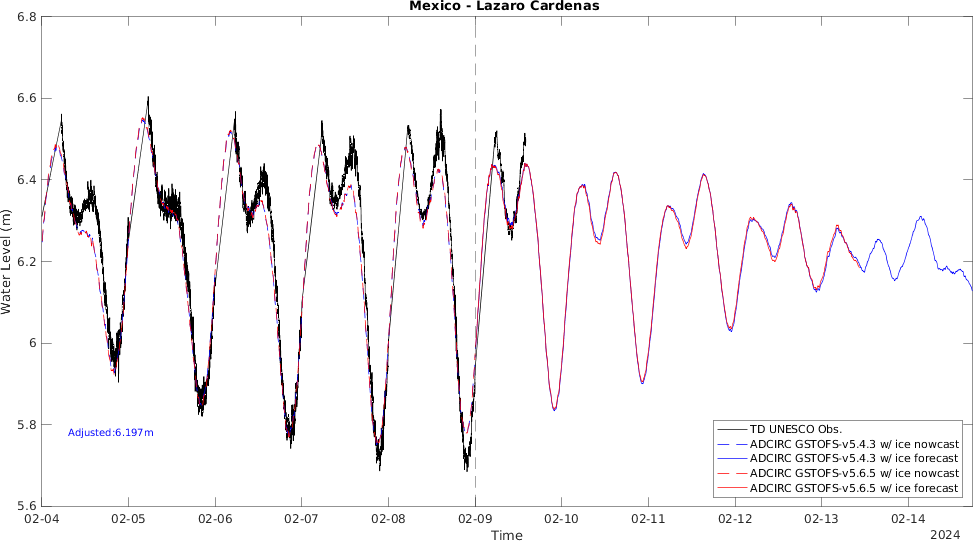 Mexico - Lazaro Cardenas
6.8
6.6
6.4
6.2
6
5.8
5.6
Water Level (m)
Adjusted:6.197m
TD UNESCO Obs.
ADCIRC GSTOFS-v5.4.3 w/ ice nowcast
ADCIRC GSTOFS-v5.4.3 w/ ice forecast
ADCIRC GSTOFS-v5.6.5 w/ ice nowcast
ADCIRC GSTOFS-v5.6.5 w/ ice forecast
02-04 02-05 02-06 02-07 02-08 02-09 02-10 02-11 02-12 02-13 02-14
Time
2024